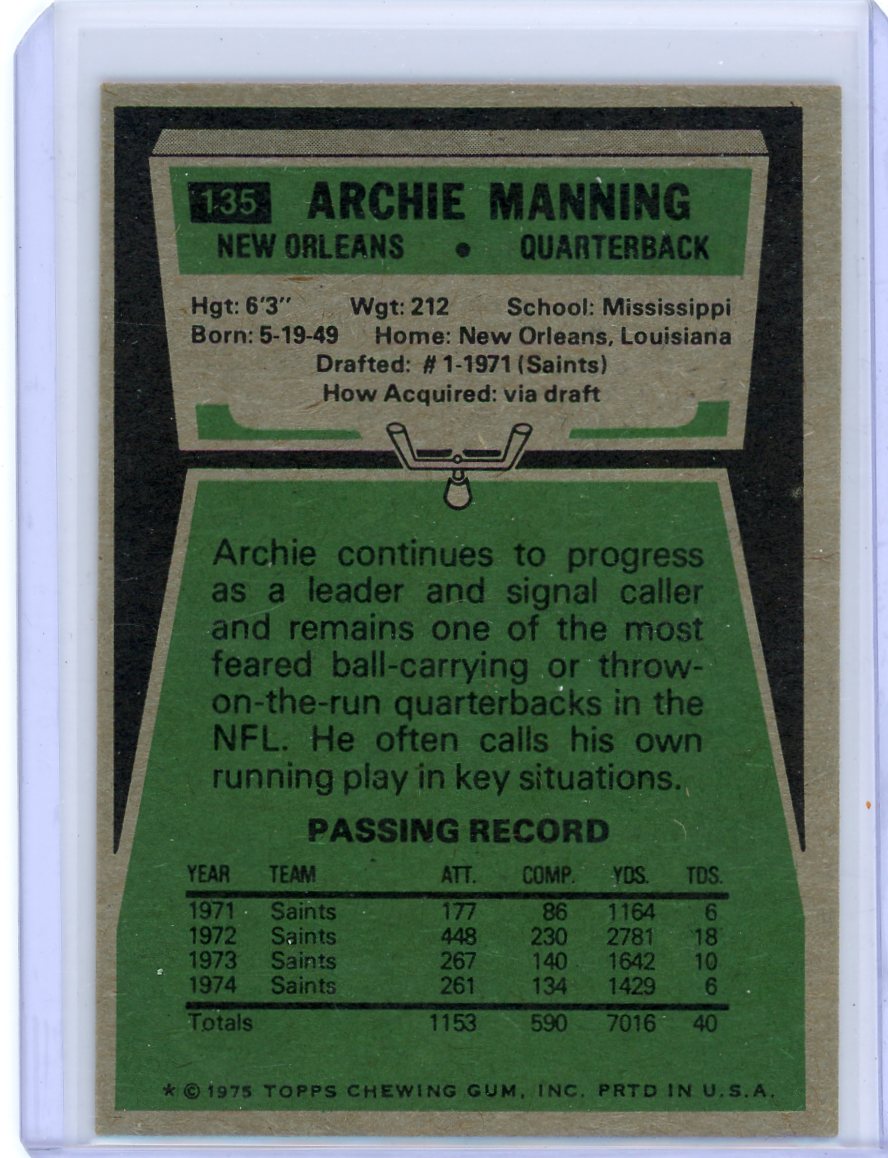 135 ARCHIE MANNING
NEW ORLEANS • QUARTERBACK
Hgt: 6'3" Wgt: 212 School: Mississippi
Born: 5-19-49 Home: New Orleans, Louisiana
Drafted: #1-1971 (Saints)
How Acquired: via draft
Archie continues to progress
as a leader and signal caller
and remains one of the most
feared ball-carrying or throw-
on-the-run quarterbacks in the
NFL. He often calls his own
running play in key situations.
PASSING RECORD
YEAR TEAM ATT. COMP. YDS. TDS.
1971 Saints 177 86 1164 6
1972 Saints 448 230 2781 18
1973 Saints 267 140 1642 10
1974 Saints 261 134 1429 6
Totals 1153 590 7016 40
* © 1975 TOPPS CHEWING GUM, INC. PRTD IN U.S.A.